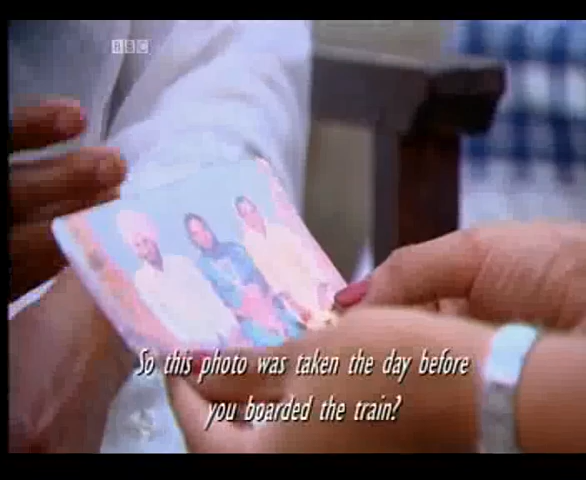 BBC
So this photo was taken the day before
you boarded the train?